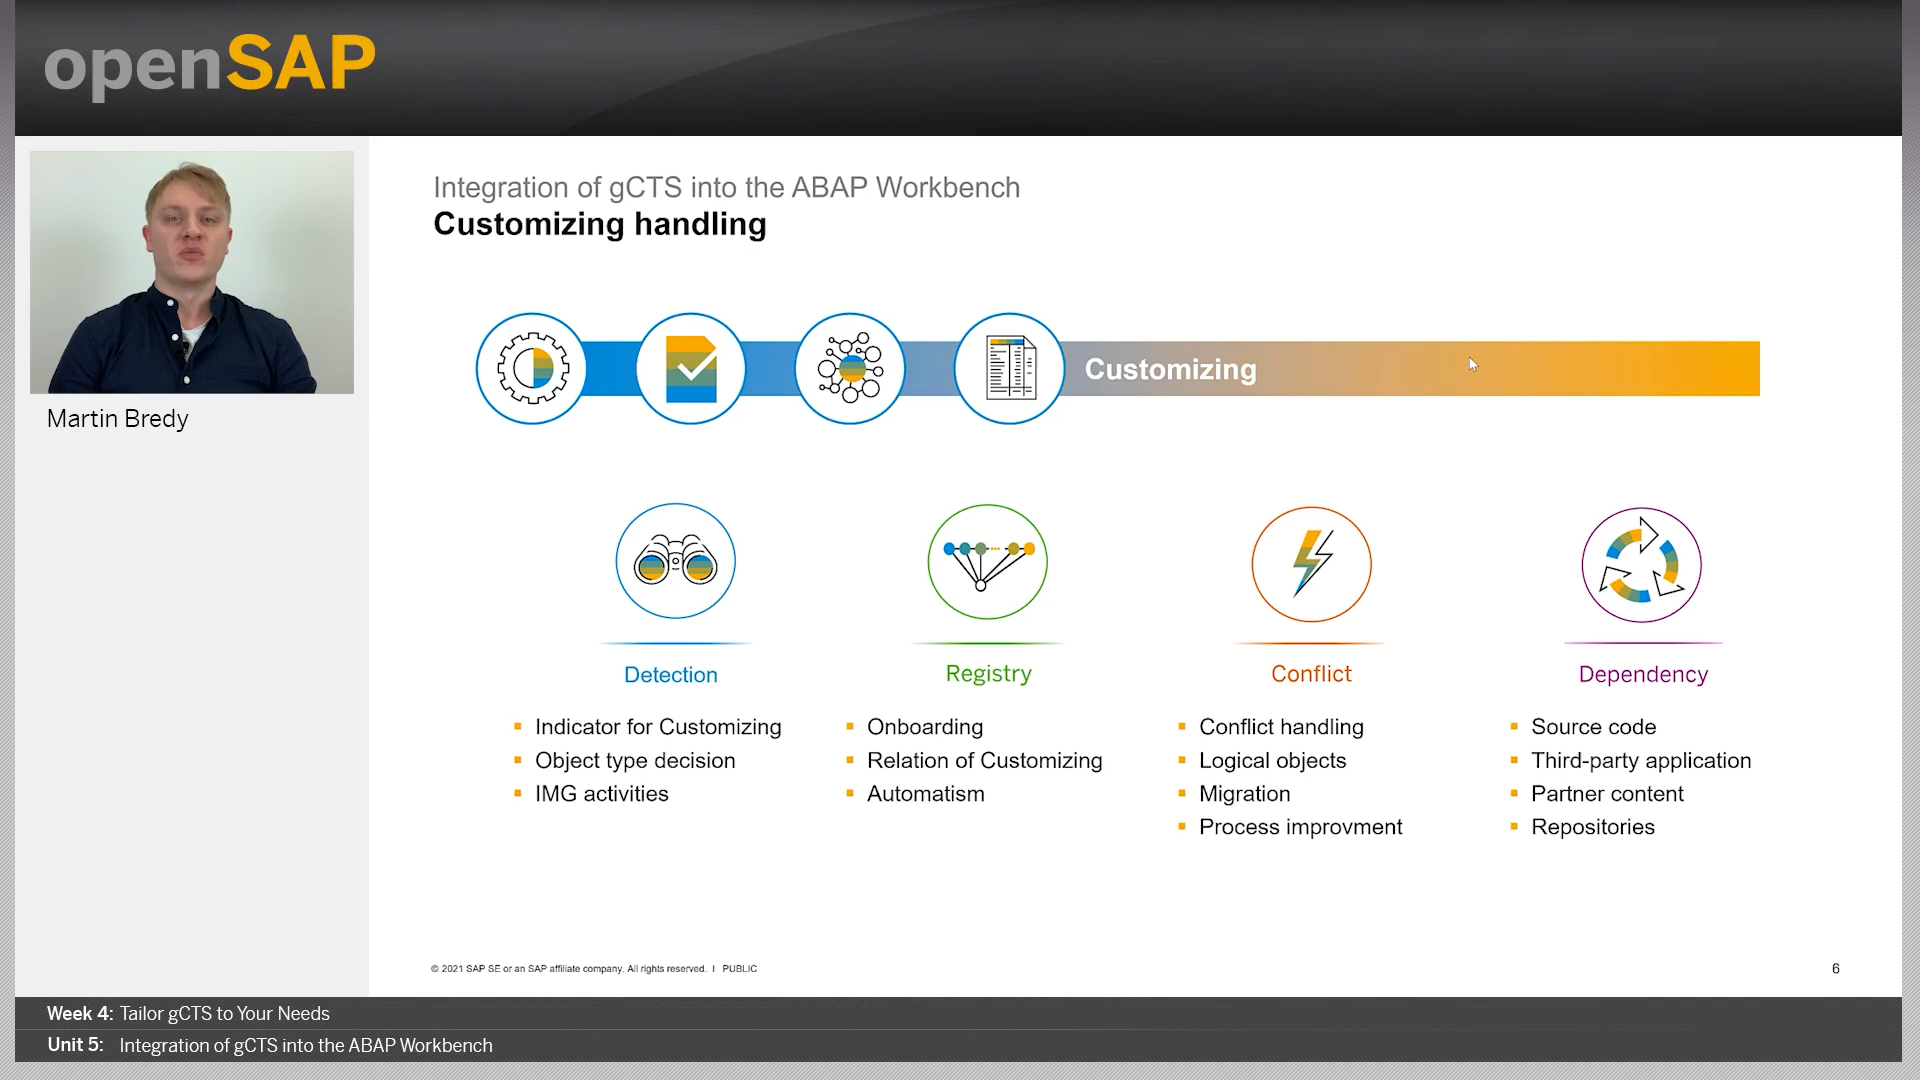 openSAP
Martin Bredy
Integration of gCTS into the ABAP Workbench
Customizing handling
Customizing
Detection
Indicator for Customizing
Object type decision
IMG activities
Registry
Onboarding
Relation of Customizing
Automatism
Conflict
Conflict handling
Logical objects
Migration
Process improvment
Dependency
Source code
Third-party application
Partner content
Repositories
© 2021 SAP SE or an SAP affiliate company. All rights reserved. I PUBLIC
6
Week 4: Tailor gCTS to Your Needs
Unit 5: Integration of gCTS into the ABAP Workbench